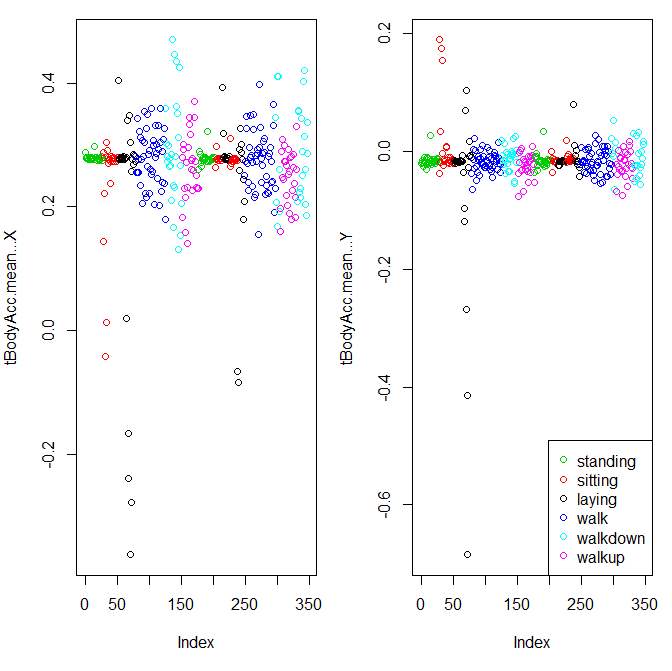 tBodyAcc.mean...X
0.4
0.2
0.0
-0.2
0 50 150 250 350
Index
tBodyAcc.mean...Y
0.2
0.0
-0.2
-0.4
-0.6
0 50 150 250 350
Index
standing
sitting
laying
walk
walkdown
walkup